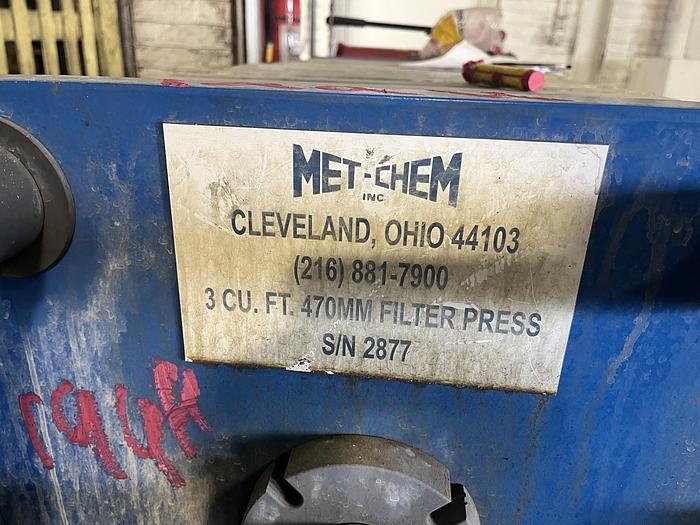 MET-CHEM
INC
CLEVELAND, OHIO 44103
(216) 881-7900
3 CU. FT. 470MM FILTER PRESS
S/N 2877